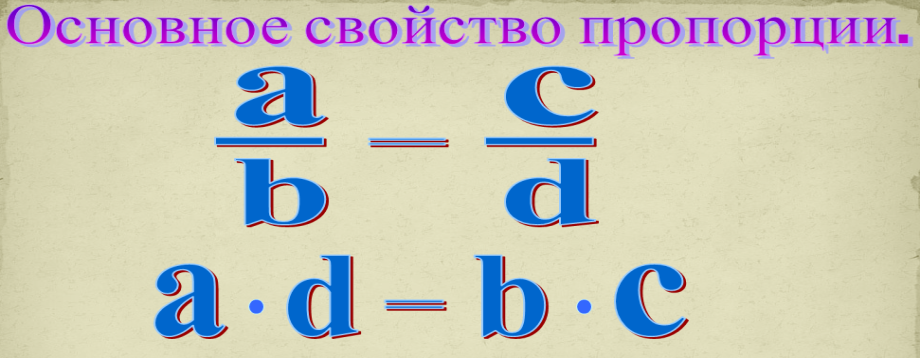 Основное свойство пропорции.
a/b = c/d
a · d = b · c